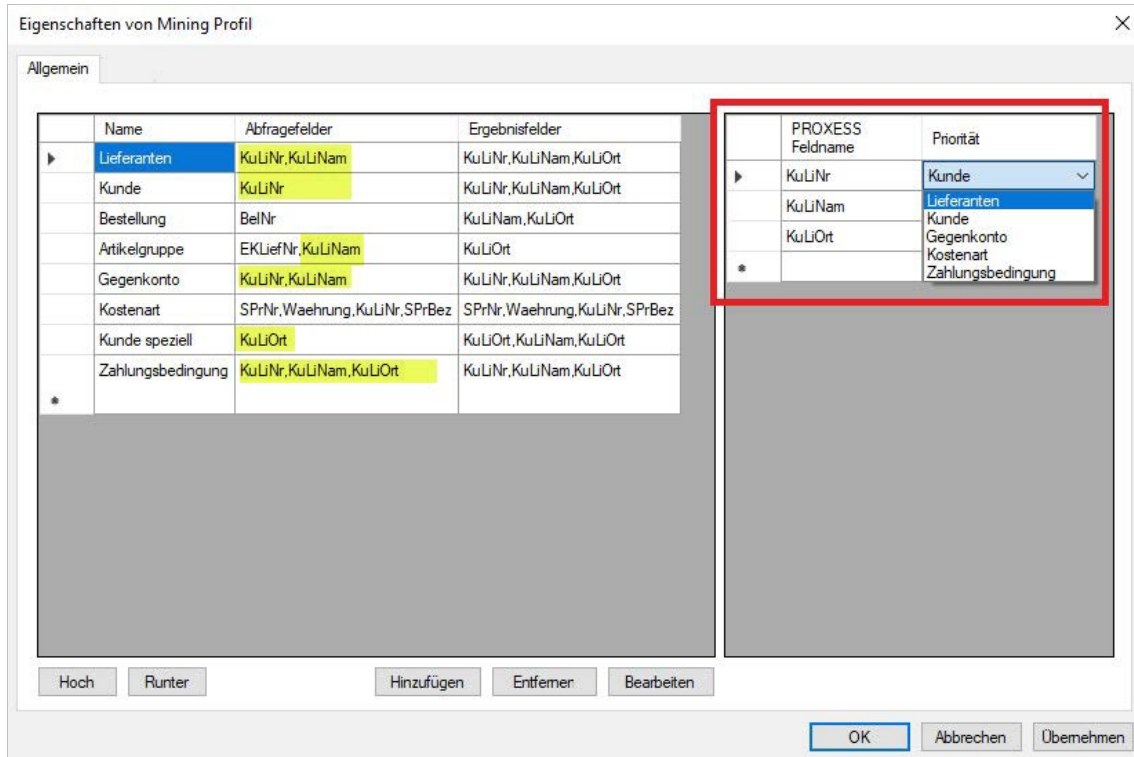 Eigenschaften von Mining Profil
Allgemein
Name Abfragefelder Ergebnisfelder
Lieferanten KuLiNr,KuLiNam KuLiNr,KuLiNam,KuLiOrt
Kunde KuLiNr KuLiNr,KuLiNam,KuLiOrt
Bestellung BelNr KuLiNam,KuLiOrt
Artikelgruppe EKLiefNr,KuLiNam KuLiOrt
Gegenkonto KuLiNr,KuLiNam KuLiNr,KuLiNam,KuLiOrt
Kostenart SPrNr,Waehrung,KuLiNr,SPrBez SPrNr,Waehrung,KuLiNr,SPrBez
Kunde speziell KuLiOrt KuLiOrt,KuLiNam,KuLiOrt
Zahlungsbedingung KuLiNr,KuLiNam,KuLiOrt KuLiNr,KuLiNam,KuLiOrt
PROXESS
Feldname
Priorität
KuLiNr Kunde
KuLiNam
KuLiOrt
Lieferanten
Kunde
Gegenkonto
Kostenart
Zahlungsbedingung
Hoch Runter Hinzufügen Entfernen Bearbeiten
OK Abbrechen Übernehmen